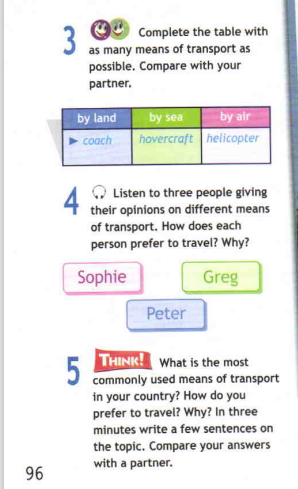 3 Complete the table with
as many means of transport as
possible. Compare with your
partner.
by land by sea by air
▶ coach hovercraft helicopter
4 Listen to three people giving
their opinions on different means
of transport. How does each
person prefer to travel? Why?
Sophie Greg
Peter
5 THINK! What is the most
commonly used means of transport
in your country? How do you
prefer to travel? Why? In three
minutes write a few sentences on
the topic. Compare your answers
with a partner.
96